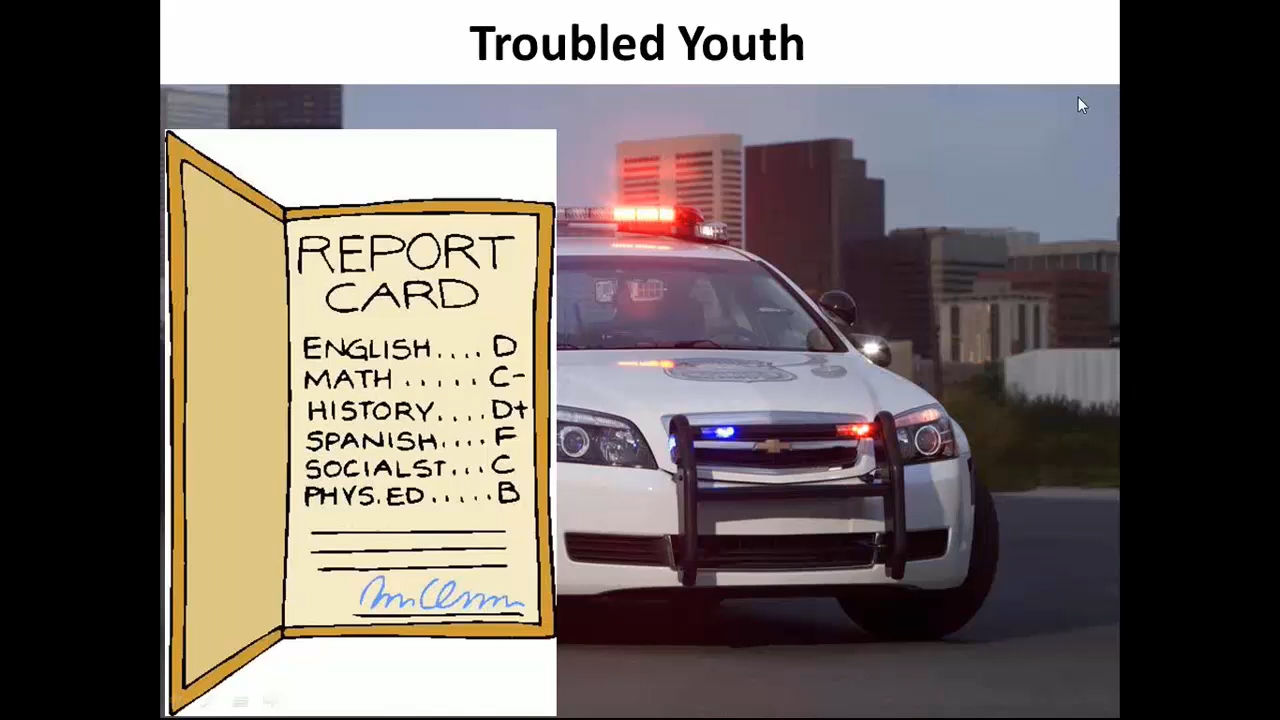 Troubled Youth
REPORT
CARD
ENGLISH.... D
MATH ..... C-
HISTORY.... D+
SPANISH.... F
SOCIALST... C
PHYS.ED..... B